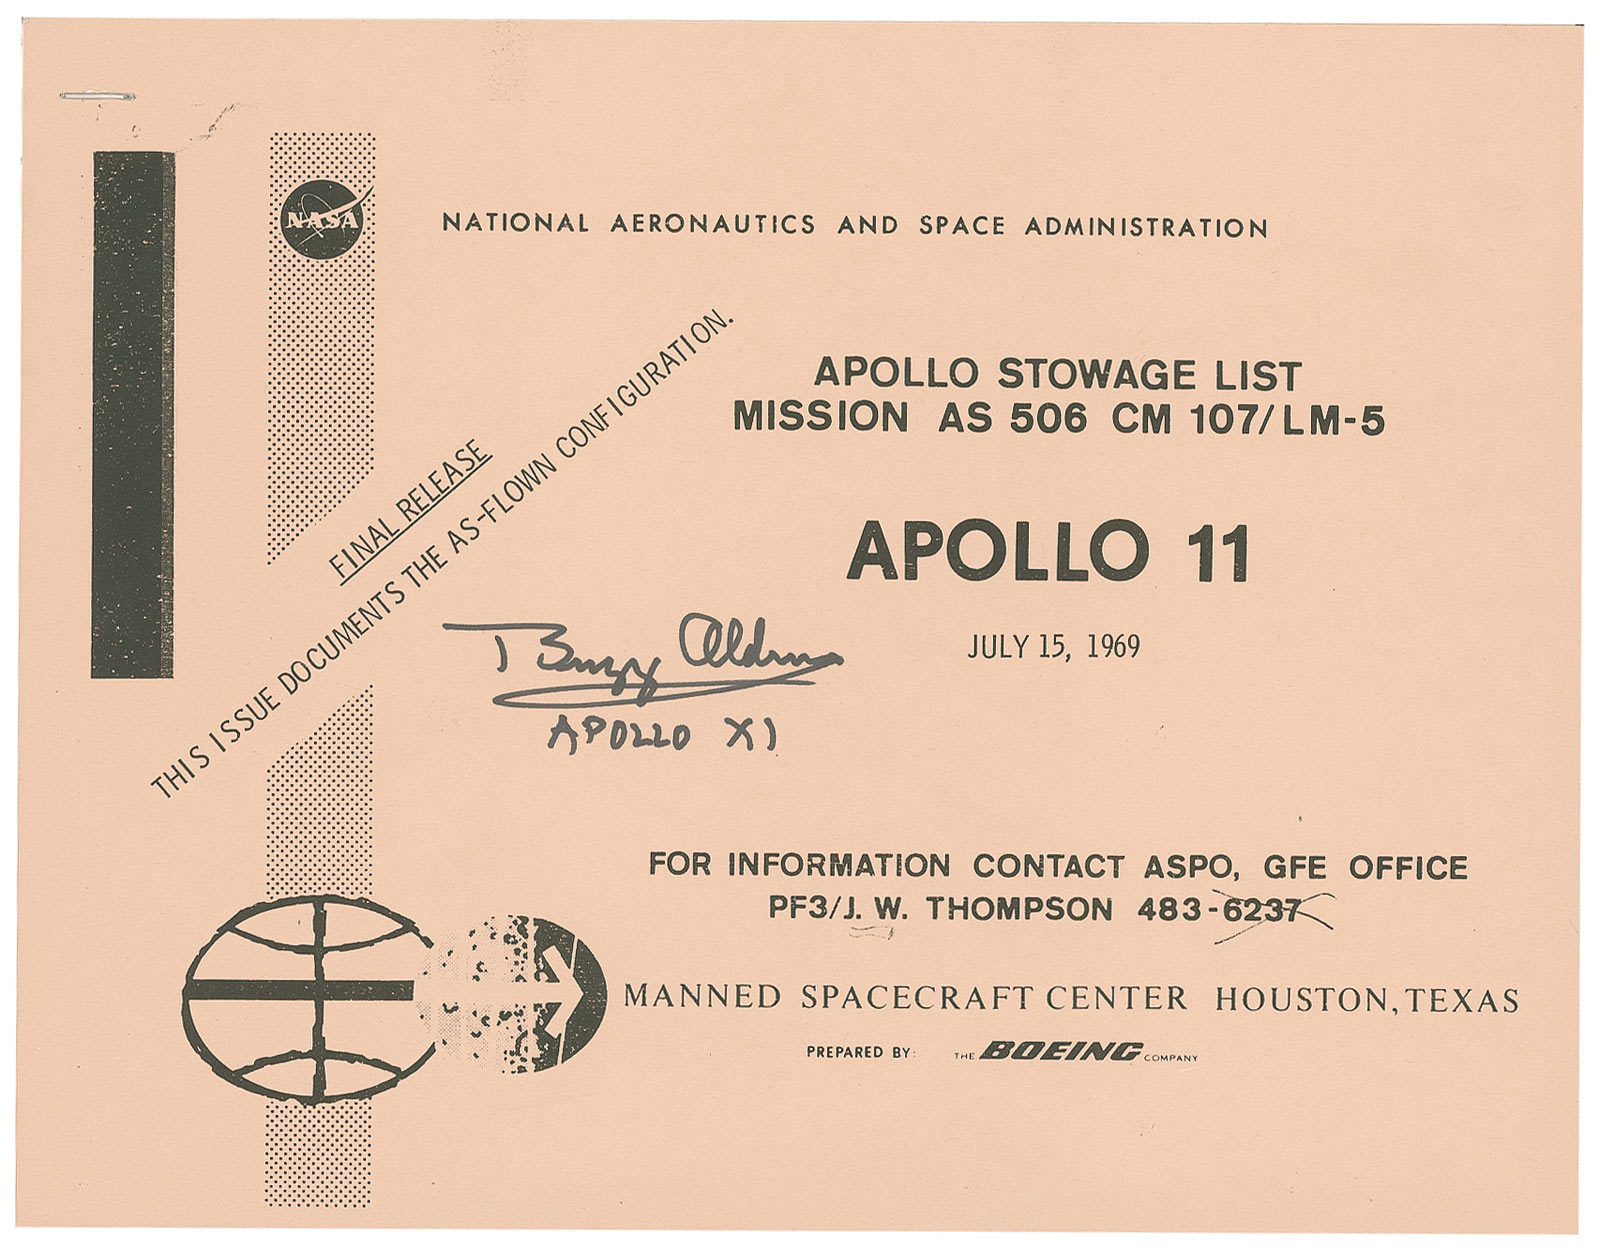 NASA
NATIONAL AERONAUTICS AND SPACE ADMINISTRATION
FINAL RELEASE
THIS ISSUE DOCUMENTS THE AS-FLOWN CONFIGURATION.
APOLLO STOWAGE LIST
MISSION AS 506 CM 107/LM-5
APOLLO 11
JULY 15, 1969
Buzz Aldrin
APOLLO XI
FOR INFORMATION CONTACT ASPO, GFE OFFICE
PF3/J. W. THOMPSON 483-6237
MANNED SPACECRAFT CENTER HOUSTON, TEXAS
PREPARED BY: THE BOEING COMPANY